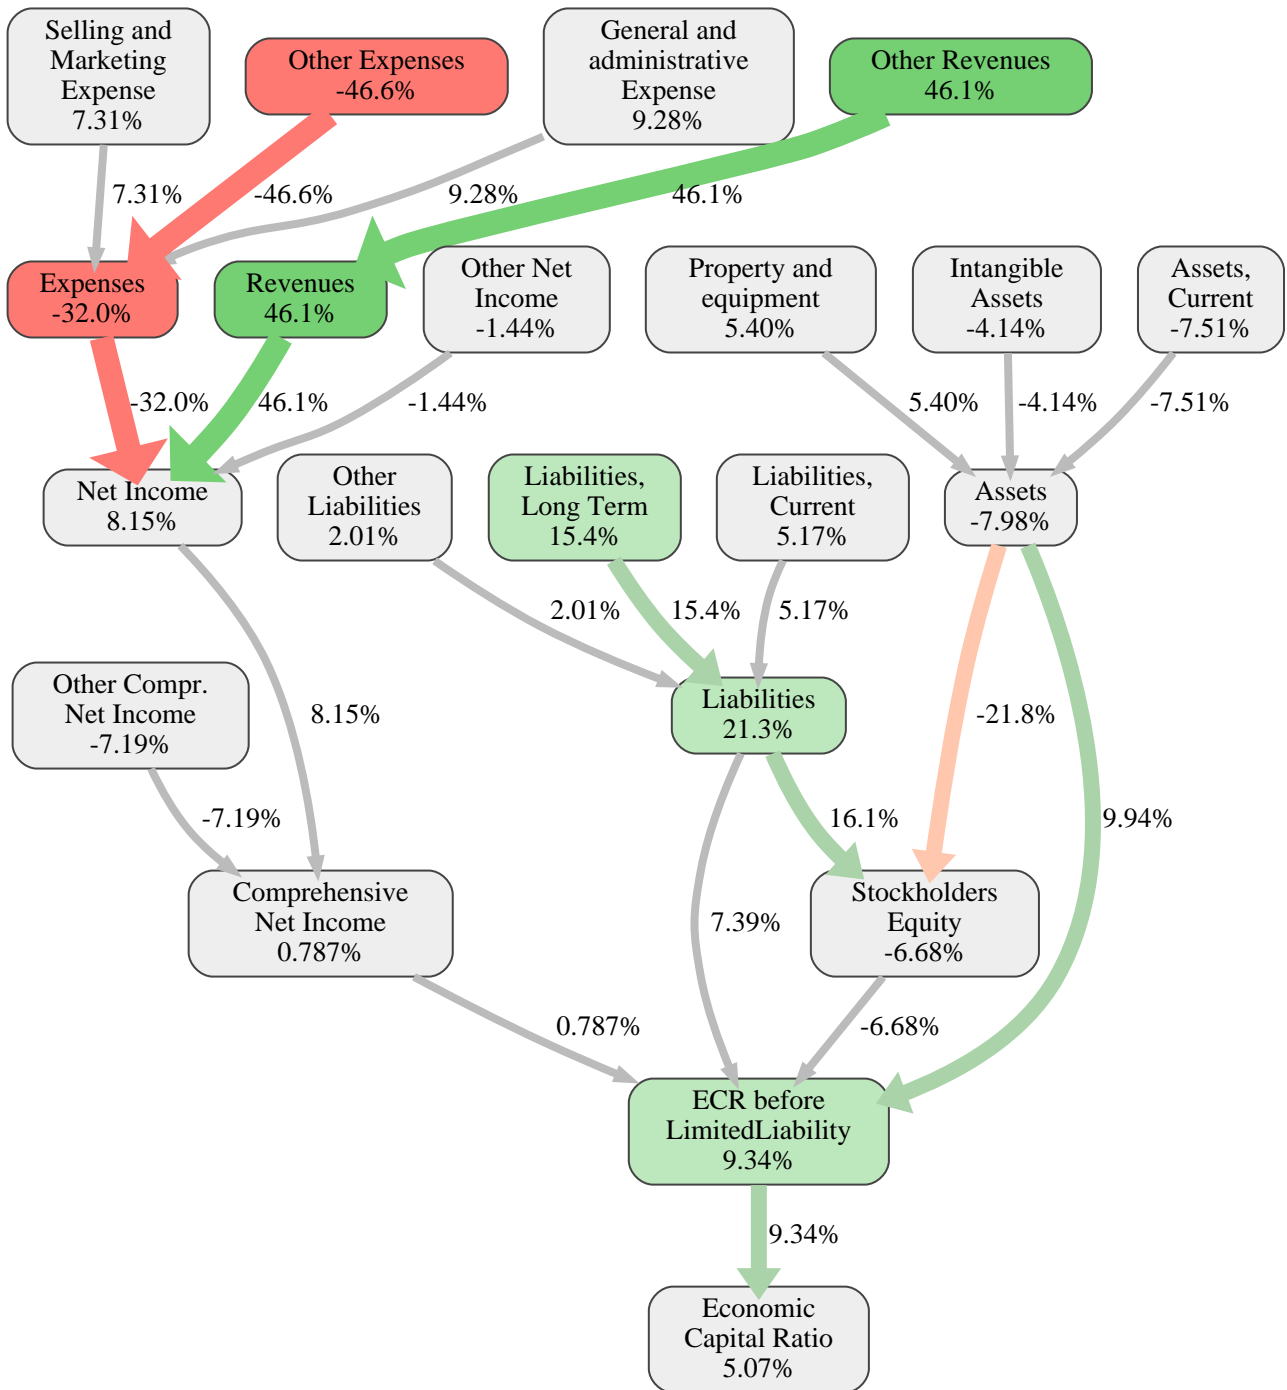 Selling and
Marketing
Expense
7.31%
Other Expenses
-46.6%
General and
administrative
Expense
9.28%
Other Revenues
46.1%
7.31%
-46.6%
9.28%
46.1%
Expenses
-32.0%
Revenues
46.1%
Other Net
Income
-1.44%
Property and
equipment
5.40%
Intangible
Assets
-4.14%
Assets,
Current
-7.51%
-32.0%
46.1%
-1.44%
5.40%
-4.14%
-7.51%
Net Income
8.15%
Other
Liabilities
2.01%
Liabilities,
Long Term
15.4%
Liabilities,
Current
5.17%
Assets
-7.98%
2.01%
15.4%
5.17%
Other Compr.
Net Income
-7.19%
8.15%
Liabilities
21.3%
-21.8%
-7.19%
16.1%
9.94%
Comprehensive
Net Income
0.787%
7.39%
Stockholders
Equity
-6.68%
0.787%
-6.68%
ECR before
LimitedLiability
9.34%
9.34%
Economic
Capital Ratio
5.07%